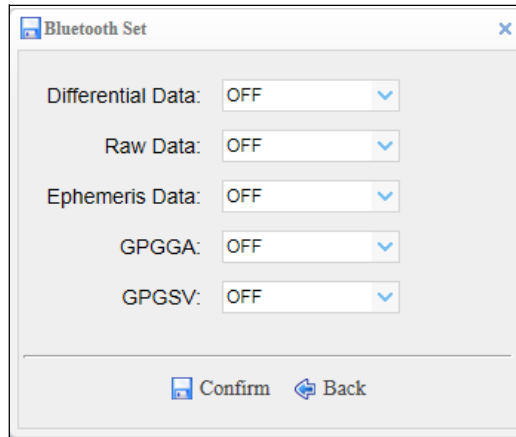 Bluetooth Set
Differential Data: OFF
Raw Data: OFF
Ephemeris Data: OFF
GPGGA: OFF
GPGSV: OFF
Confirm Back